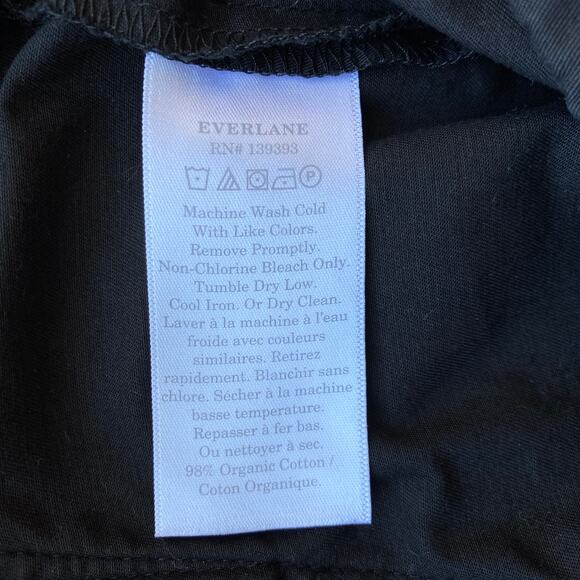 EVERLANE
RN# 139393
P
Machine Wash Cold
With Like Colors.
Remove Promptly.
Non-Chlorine Bleach Only.
Tumble Dry Low.
Cool Iron. Or Dry Clean.
Laver à la machine à l'eau
froide avec couleurs
similaires. Retirez
rapidement. Blanchir sans
chlore. Sécher à la machine
basse temperature.
Repasser à fer bas.
Ou nettoyer à sec.
98% Organic Cotton /
Coton Organique.